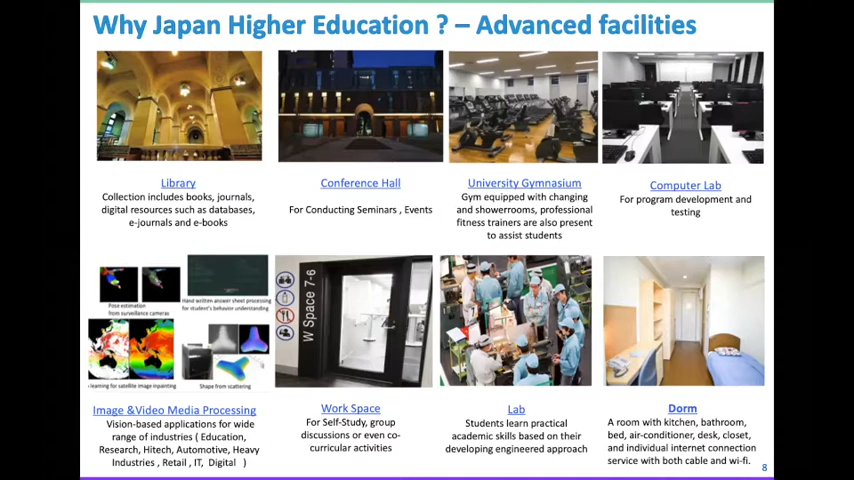 Why Japan Higher Education ? – Advanced facilities
Library
Collection includes books, journals,
digital resources such as databases,
e-journals and e-books
Conference Hall
For Conducting Seminars , Events
University Gymnasium
Gym equipped with changing
and showerrooms, professional
fitness trainers are also present
to assist students
Computer Lab
For program development and
testing
Pose estimation
from surveillance cameras
Hand written answer sheet processing
for student's behavior understanding
learning for satellite image inpainting
Shape from scattering
W Space 7-6
Image &Video Media Processing
Vision-based applications for wide
range of industries ( Education,
Research, Hitech, Automotive, Heavy
Industries , Retail , IT, Digital )
Work Space
For Self-Study, group
discussions or even co-
curricular activities
Lab
Students learn practical
academic skills based on their
developing engineered approach
Dorm
A room with kitchen, bathroom,
bed, air-conditioner, desk, closet,
and individual internet connection
service with both cable and wi-fi.
8